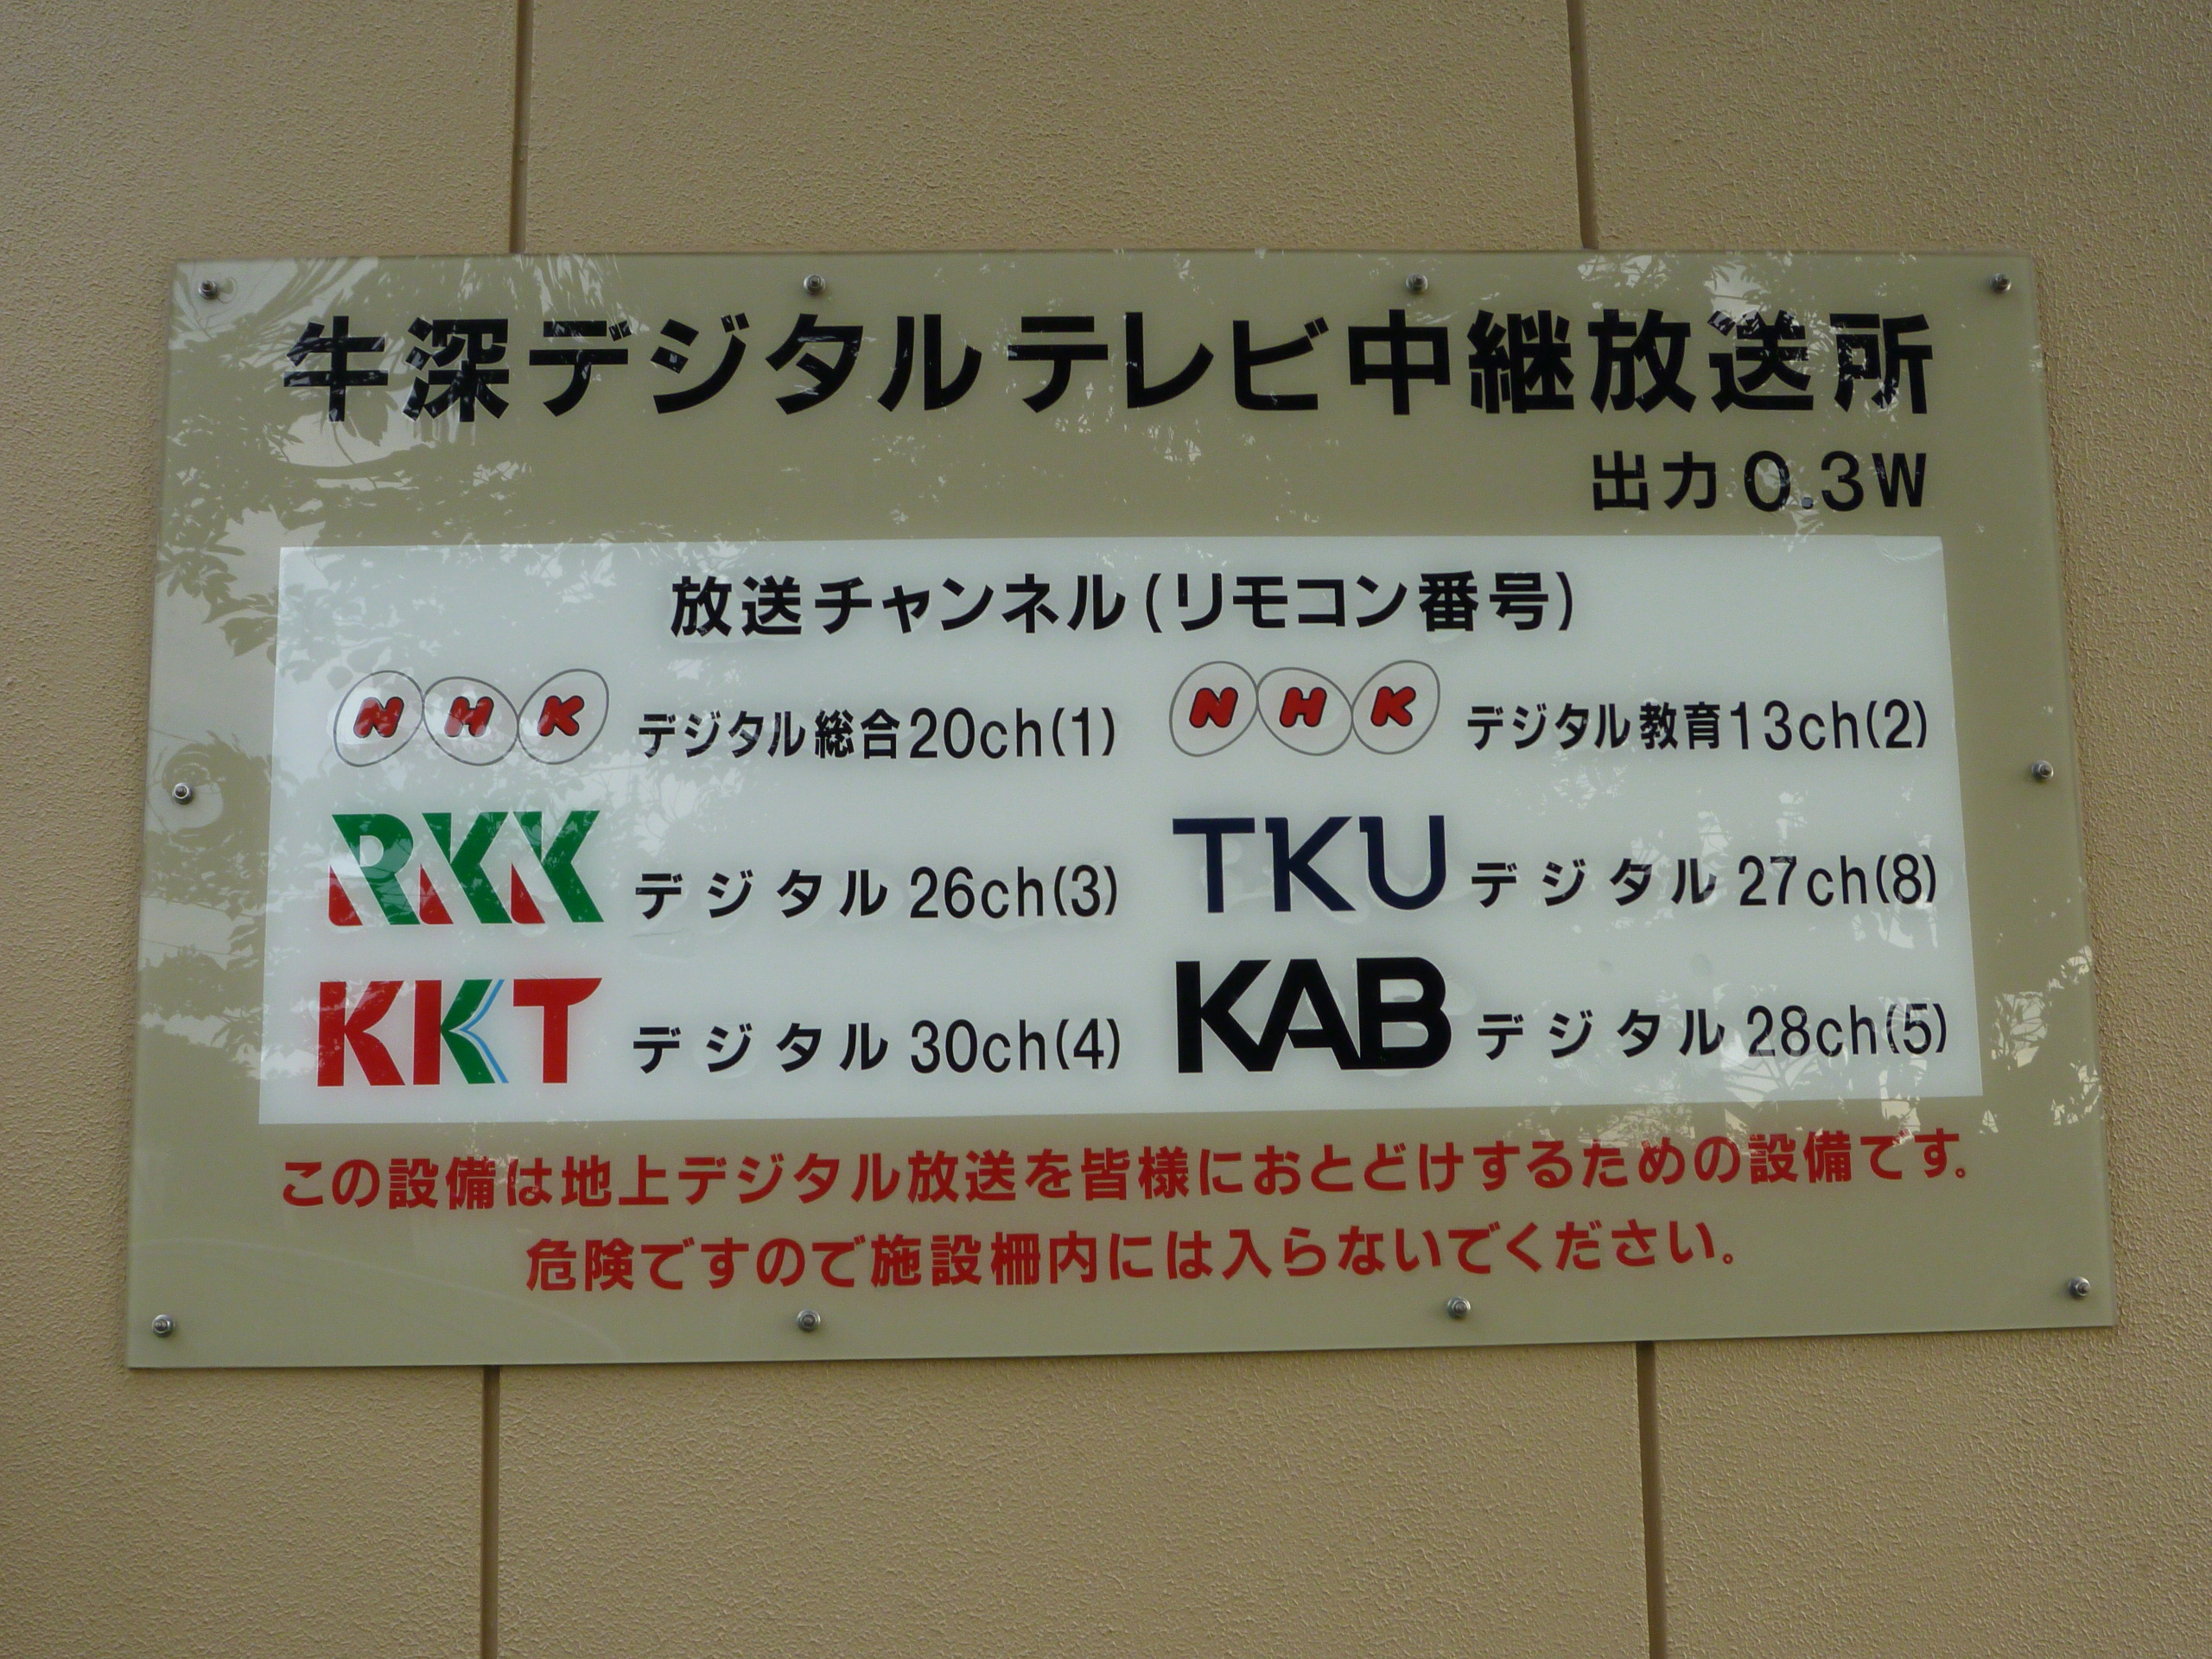 牛深デジタルテレビ中継放送所
出力0.3W
放送チャンネル(リモコン番号)
NHK デジタル総合20ch(1) NHK デジタル教育13ch(2)
RKK デジタル 26ch(3) TKU デジタル 27ch(8)
KKT デジタル 30ch(4) KAB デジタル 28ch(5)
この設備は地上デジタル放送を皆様におとどけするための設備です。
危険ですので施設柵内には入らないでください。